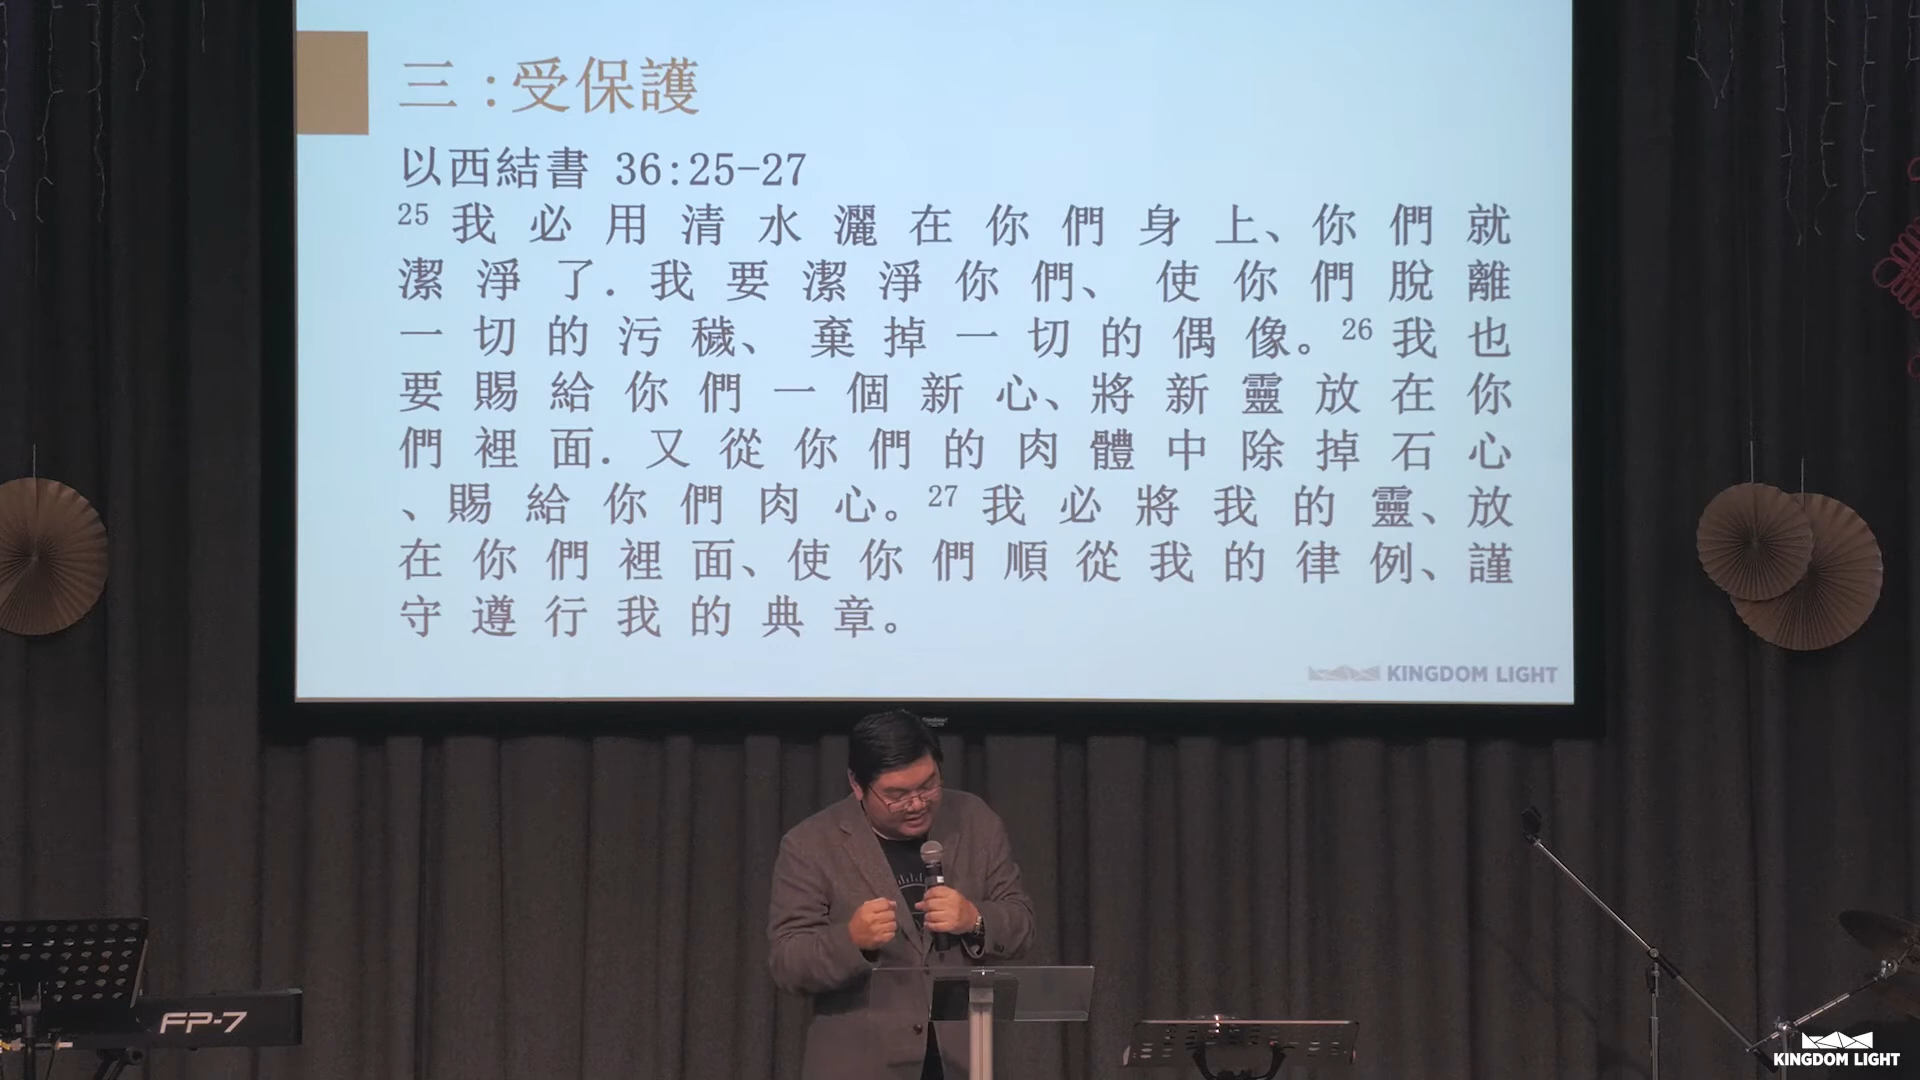 三:受保護
以西結書 36:25-27
25 我必用清水灑在你們身上、你們就
潔淨了.我要潔淨你們、使你們脫離
一切的污穢、棄掉一切的偶像。26 我也
要賜給你們一個新心、將新靈放在你
們裡面.又從你們的肉體中除掉石心
、賜給你們肉心。27 我必將我的靈、放
在你們裡面、使你們順從我的律例、謹
守遵行我的典章。
KINGDOM LIGHT
FP-7
KINGDOM LIGHT